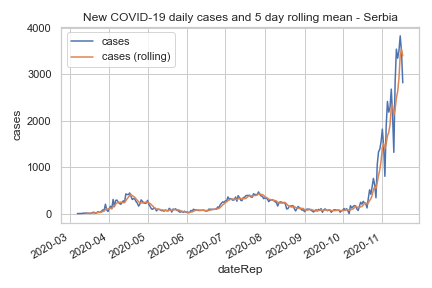 New COVID-19 daily cases and 5 day rolling mean - Serbia
cases
cases (rolling)
4000
3000
2000
1000
0
cases
2020-03
2020-04
2020-05
2020-06
2020-07
2020-08
2020-09
2020-10
2020-11
dateRep